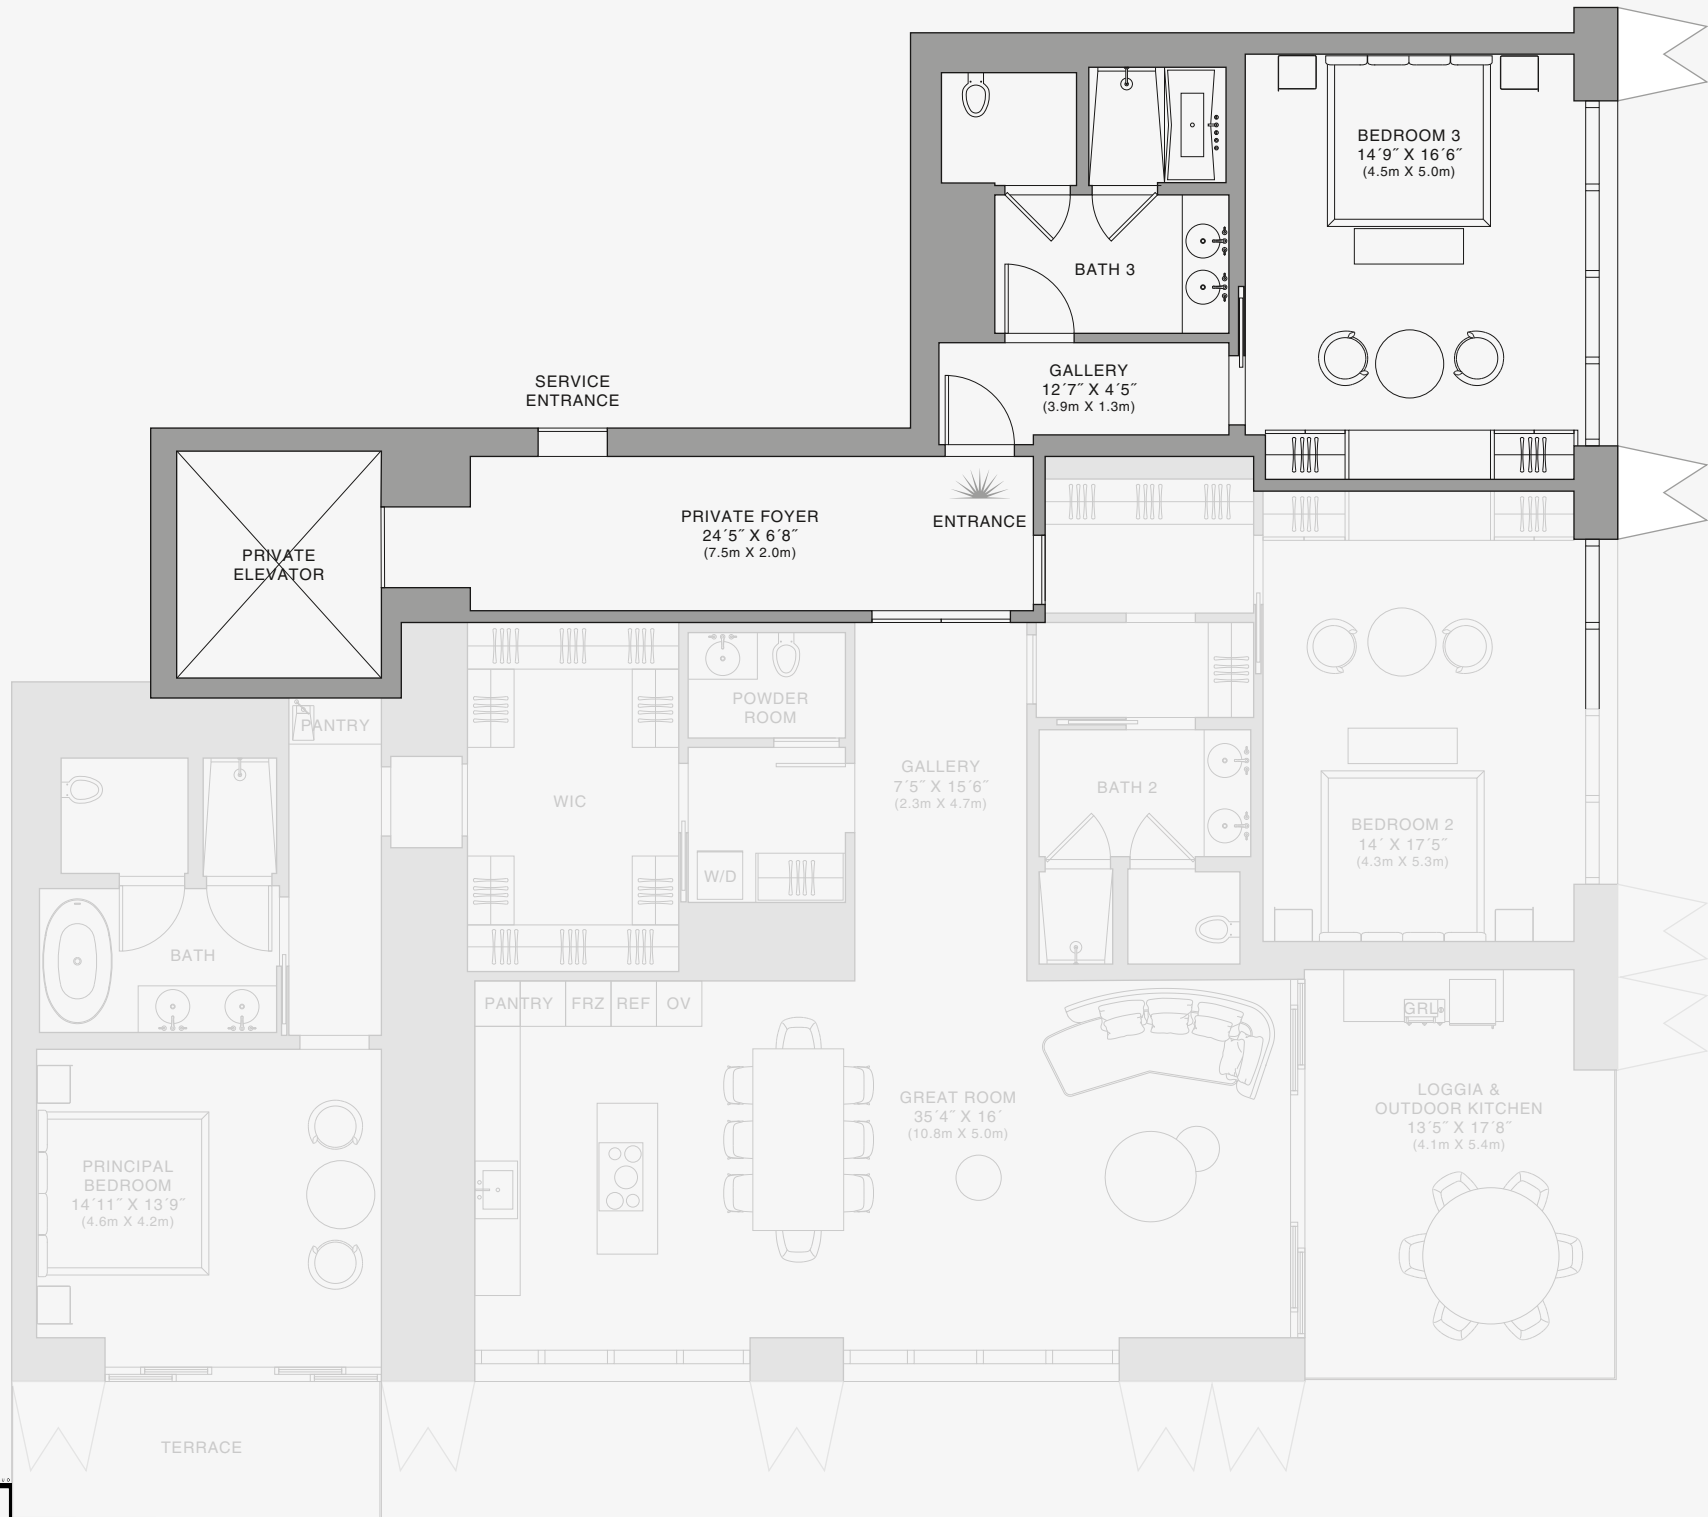 BEDROOM 3
14´9˝ X 16´6˝
(4.5m X 5.0m)
BATH 3
GALLERY
12´7˝ X 4´5˝
(3.9m X 1.3m)
SERVICE
ENTRANCE
PRIVATE FOYER
24´5˝ X 6´8˝
(7.5m X 2.0m)
ENTRANCE
PRIVATE
ELEVATOR
PANTRY
POWDER
ROOM
WIC
GALLERY
7´5˝ X 15´6˝
(2.3m X 4.7m)
BATH 2
BEDROOM 2
14´ X 17´5˝
(4.3m X 5.3m)
W/D
BATH
PANTRY
FRZ
REF
OV
GRL
GREAT ROOM
35´4˝ X 16´
(10.8m X 5.0m)
LOGGIA &
OUTDOOR KITCHEN
13´5˝ X 17´8˝
(4.1m X 5.4m)
PRINCIPAL
BEDROOM
14´11˝ X 13´9˝
(4.6m X 4.2m)
TERRACE